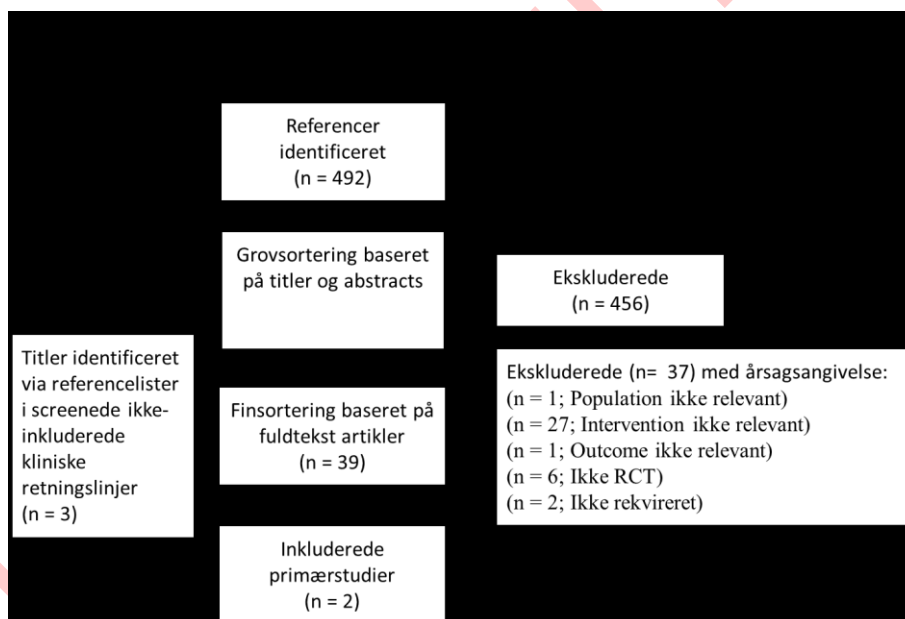 Referencer
identificeret
(n = 492)
Grovsortering baseret
på titler og abstracts
Ekskluderede
(n = 456)
Titler identificeret
via referencelister
i screenede ikke-
inkluderede
kliniske
retningslinjer
(n = 3)
Finsortering baseret på
fuldtekst artikler
(n = 39)
Ekskluderede (n= 37) med årsagsangivelse:
(n = 1; Population ikke relevant)
(n = 27; Intervention ikke relevant)
(n = 1; Outcome ikke relevant)
(n = 6; Ikke RCT)
(n = 2; Ikke rekvireret)
Inkluderede
primærstudier
(n = 2)